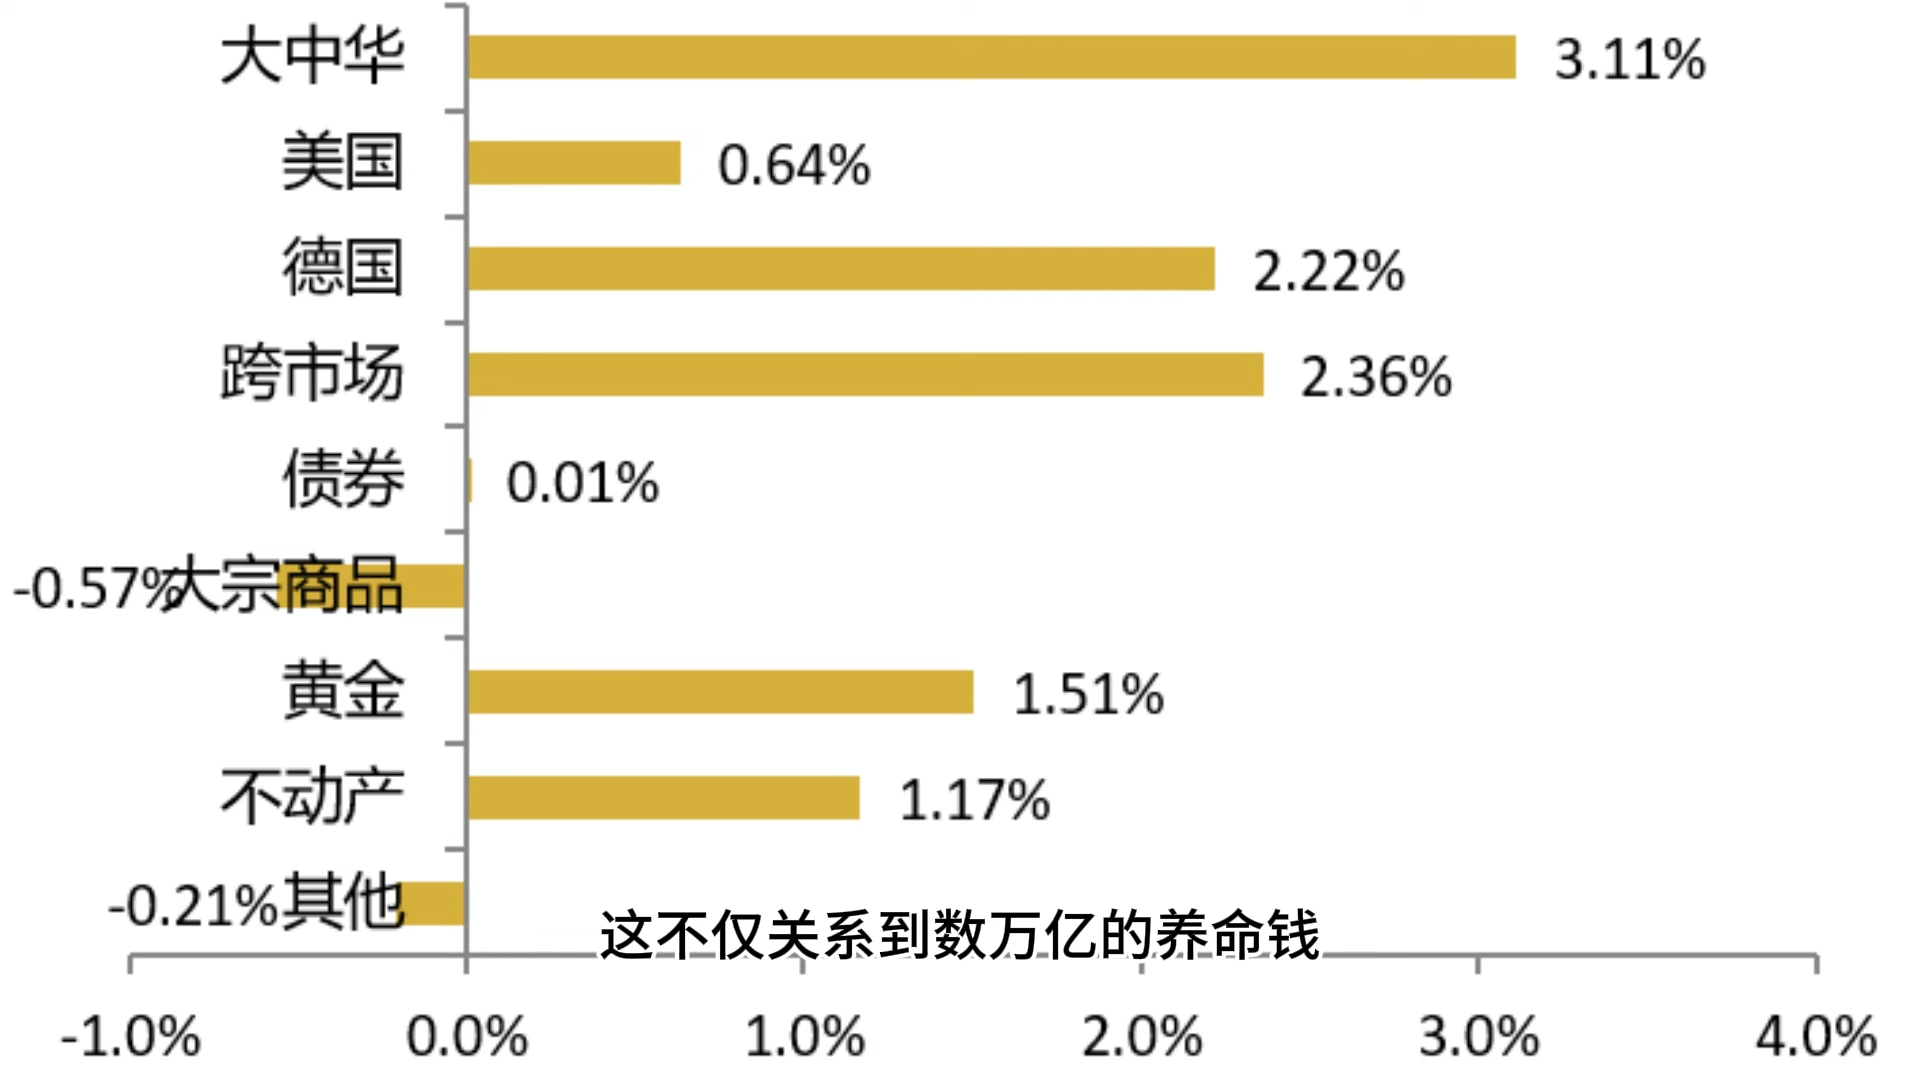 大中华 3.11%
美国 0.64%
德国 2.22%
跨市场 2.36%
债券 0.01%
-0.57% 大宗商品
黄金 1.51%
不动产 1.17%
-0.21% 其他
这不仅关系到数万亿的养命钱
-1.0% 0.0% 1.0% 2.0% 3.0% 4.0%